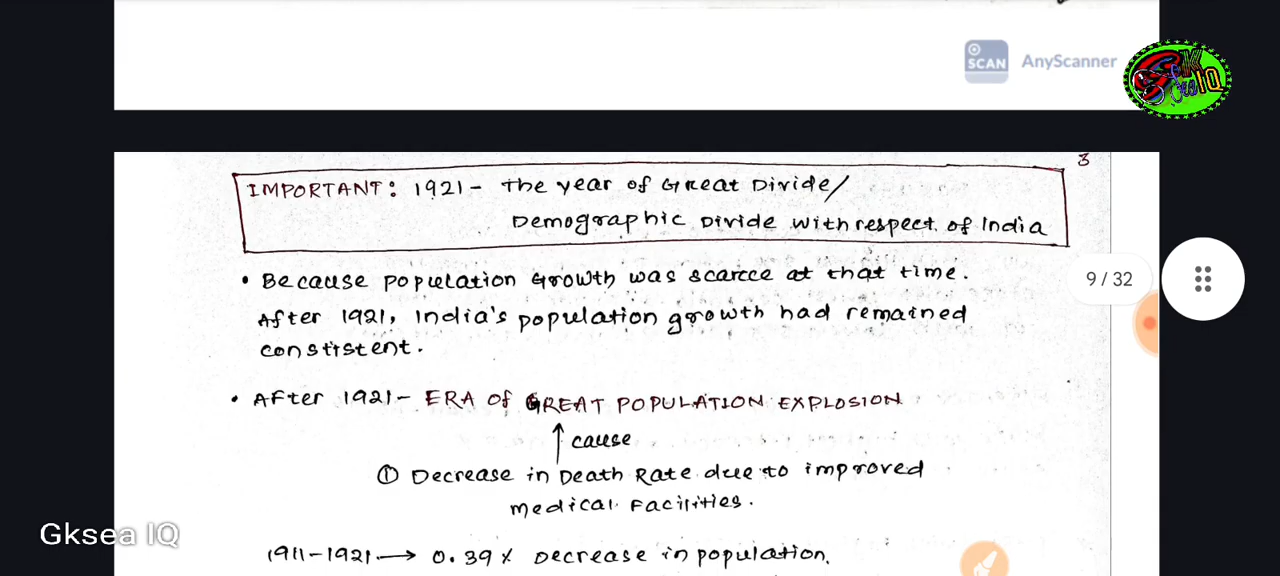 SCAN AnyScanner
3
IMPORTANT: 1921 - The year of Great Divide/
Demographic Divide with respect of India
• Because population Growth was scarcce at that time.
After 1921, India's population growth had remained
constistent.
9 / 32
• After 1921 - ERA of GREAT POPULATION EXPLOSION
↑ cause
① Decrease in Death Rate due to improved
medical Facilities.
Gksea IQ
1911-1921 → 0.39 % Decrease in population.